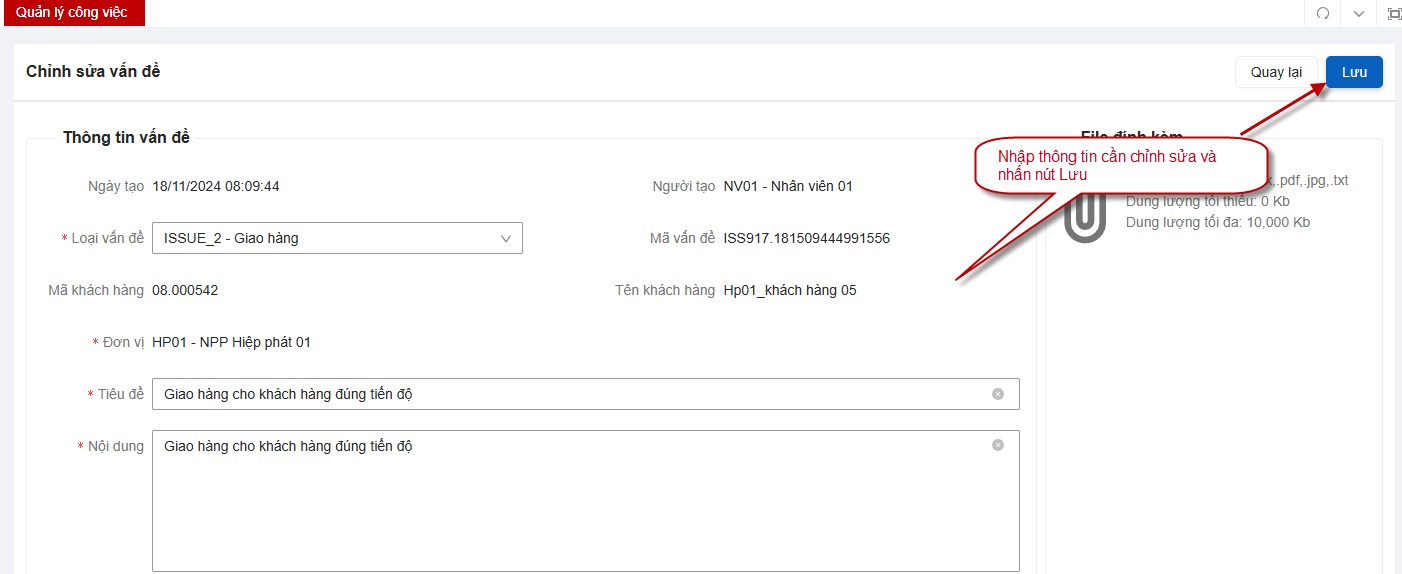 Quản lý công việc
Chỉnh sửa vấn đề
Quay lại
Lưu
Thông tin vấn đề
File đính kèm
Nhập thông tin cần chỉnh sửa và
nhấn nút Lưu
Ngày tạo 18/11/2024 08:09:44
Người tạo NV01 - Nhân viên 01
,.pdf,.jpg,.txt
Dung lượng tối thiểu: 0 Kb
Dung lượng tối đa: 10,000 Kb
* Loại vấn đề ISSUE_2 - Giao hàng
Mã vấn đề ISS917.181509444991556
Mã khách hàng 08.000542
Tên khách hàng Hp01_khách hàng 05
* Đơn vị HP01 - NPP Hiệp phát 01
* Tiêu đề Giao hàng cho khách hàng đúng tiến độ
* Nội dung Giao hàng cho khách hàng đúng tiến độ